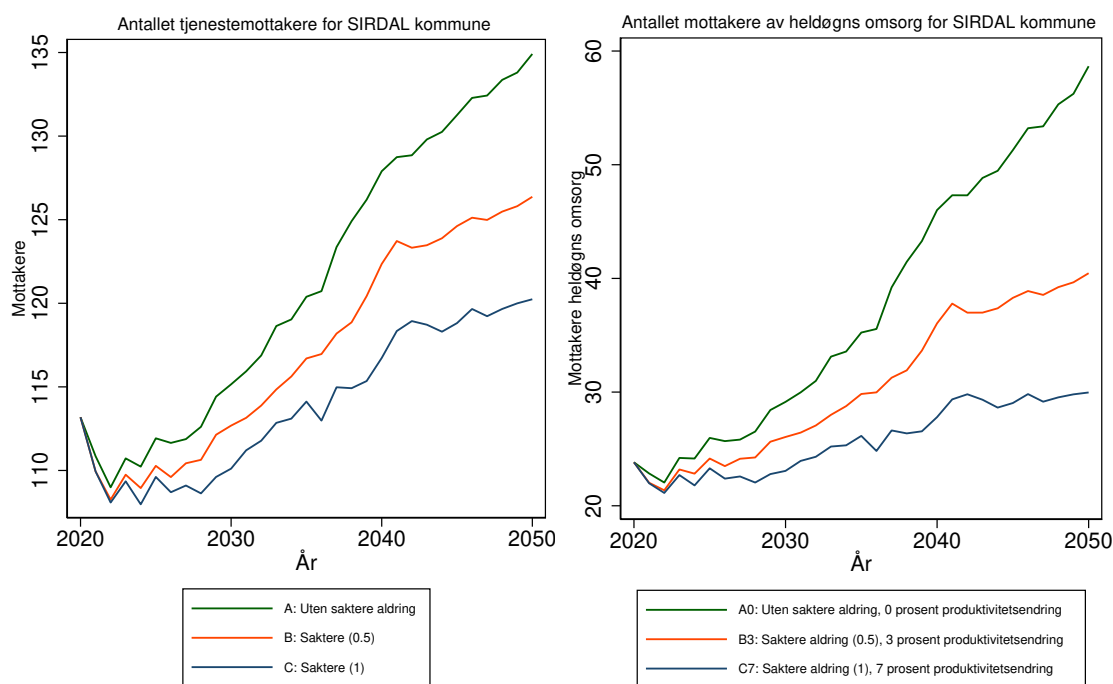 Antallet tjenestemottakere for SIRDAL kommune
Mottakere
135
130
125
120
115
110
2020
2030
2040
2050
År
A: Uten saktere aldring
B: Saktere (0.5)
C: Saktere (1)
Antallet mottakere av heldøgns omsorg for SIRDAL kommune
Mottakere heldøgns omsorg
60
50
40
30
20
2020
2030
2040
2050
År
A0: Uten saktere aldring, 0 prosent produktivitetsendring
B3: Saktere aldring (0.5), 3 prosent produktivitetsendring
C7: Saktere aldring (1), 7 prosent produktivitetsendring